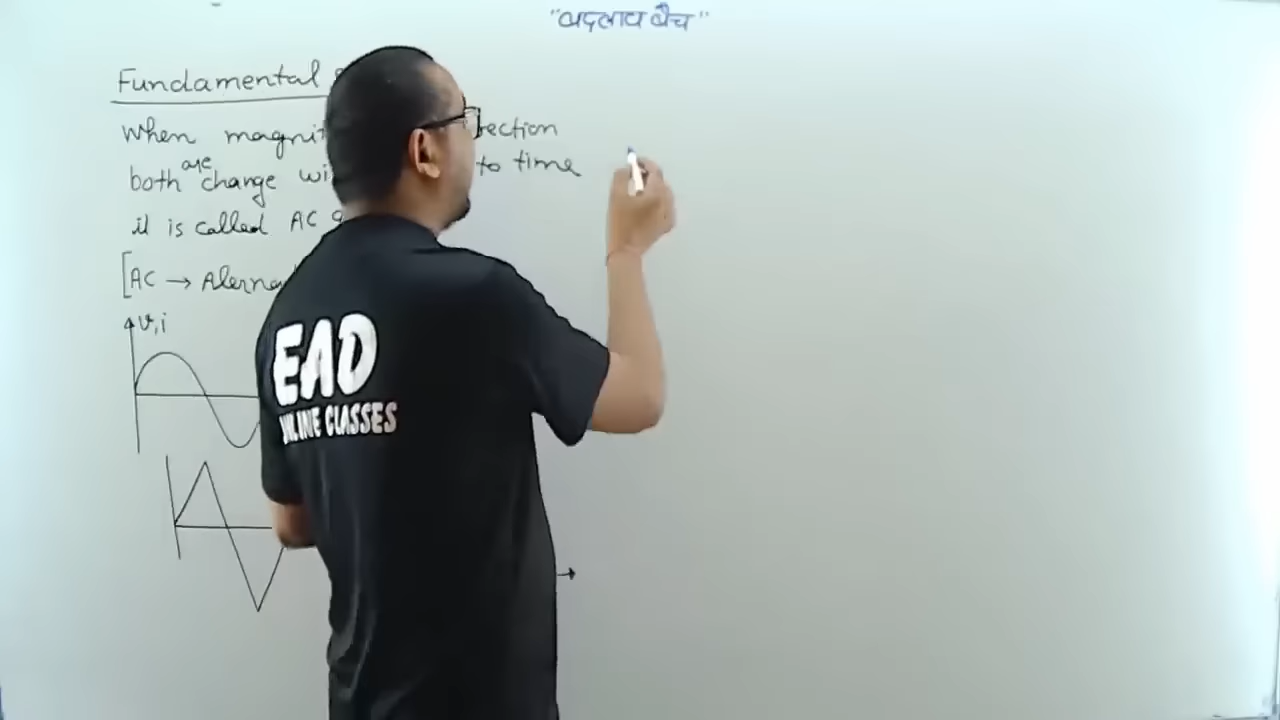 "बदलाव बैच"
Fundamental
When magnit rection
both are change wi to time
it is called AC
[AC → Alerna
v,i
EAD
ONLINE CLASSES